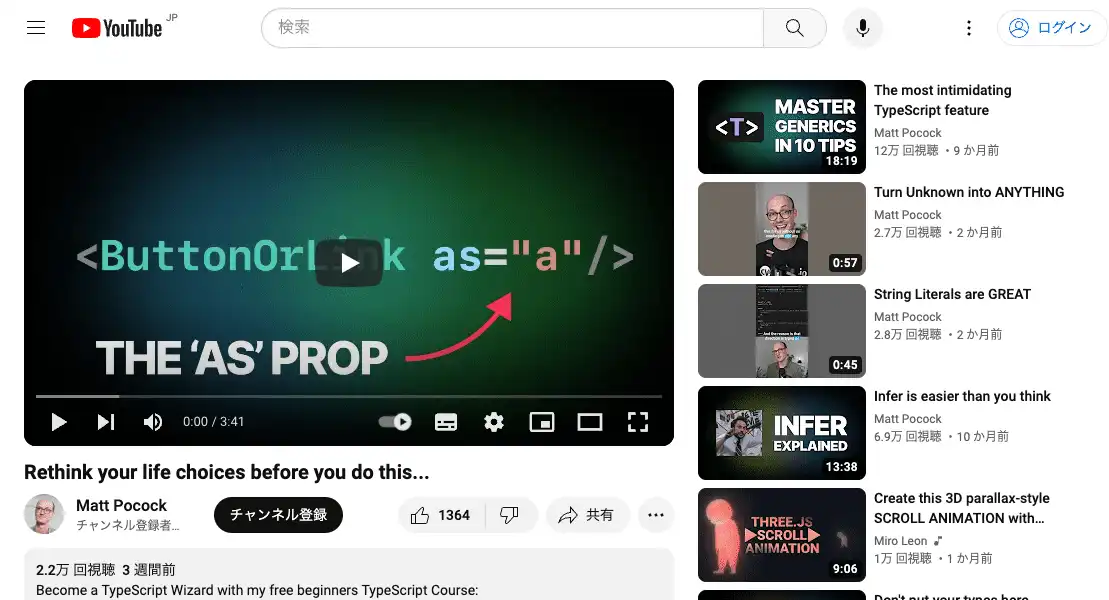 YouTube JP
検索
ログイン
<ButtonOrLink as="a"/>
THE 'AS' PROP
0:00 / 3:41
Rethink your life choices before you do this...
Matt Pocock
チャンネル登録者...
チャンネル登録
1364
共有
2.2万 回視聴 3 週間前
Become a TypeScript Wizard with my free beginners TypeScript Course:
<T>
MASTER
GENERICS
IN 10 TIPS
18:19
The most intimidating
TypeScript feature
Matt Pocock
12万 回視聴 ・9 か月前
0:57
Turn Unknown into ANYTHING
Matt Pocock
2.7万 回視聴 ・2 か月前
0:45
String Literals are GREAT
Matt Pocock
2.8万 回視聴 ・2 か月前
INFER
EXPLAINED
13:38
Infer is easier than you think
Matt Pocock
6.9万 回視聴 ・10 か月前
THREE.JS
SCROLL
ANIMATION
9:06
Create this 3D parallax-style
SCROLL ANIMATION with...
Miro Leon
1万 回視聴 ・1 か月前
Don't put your types here